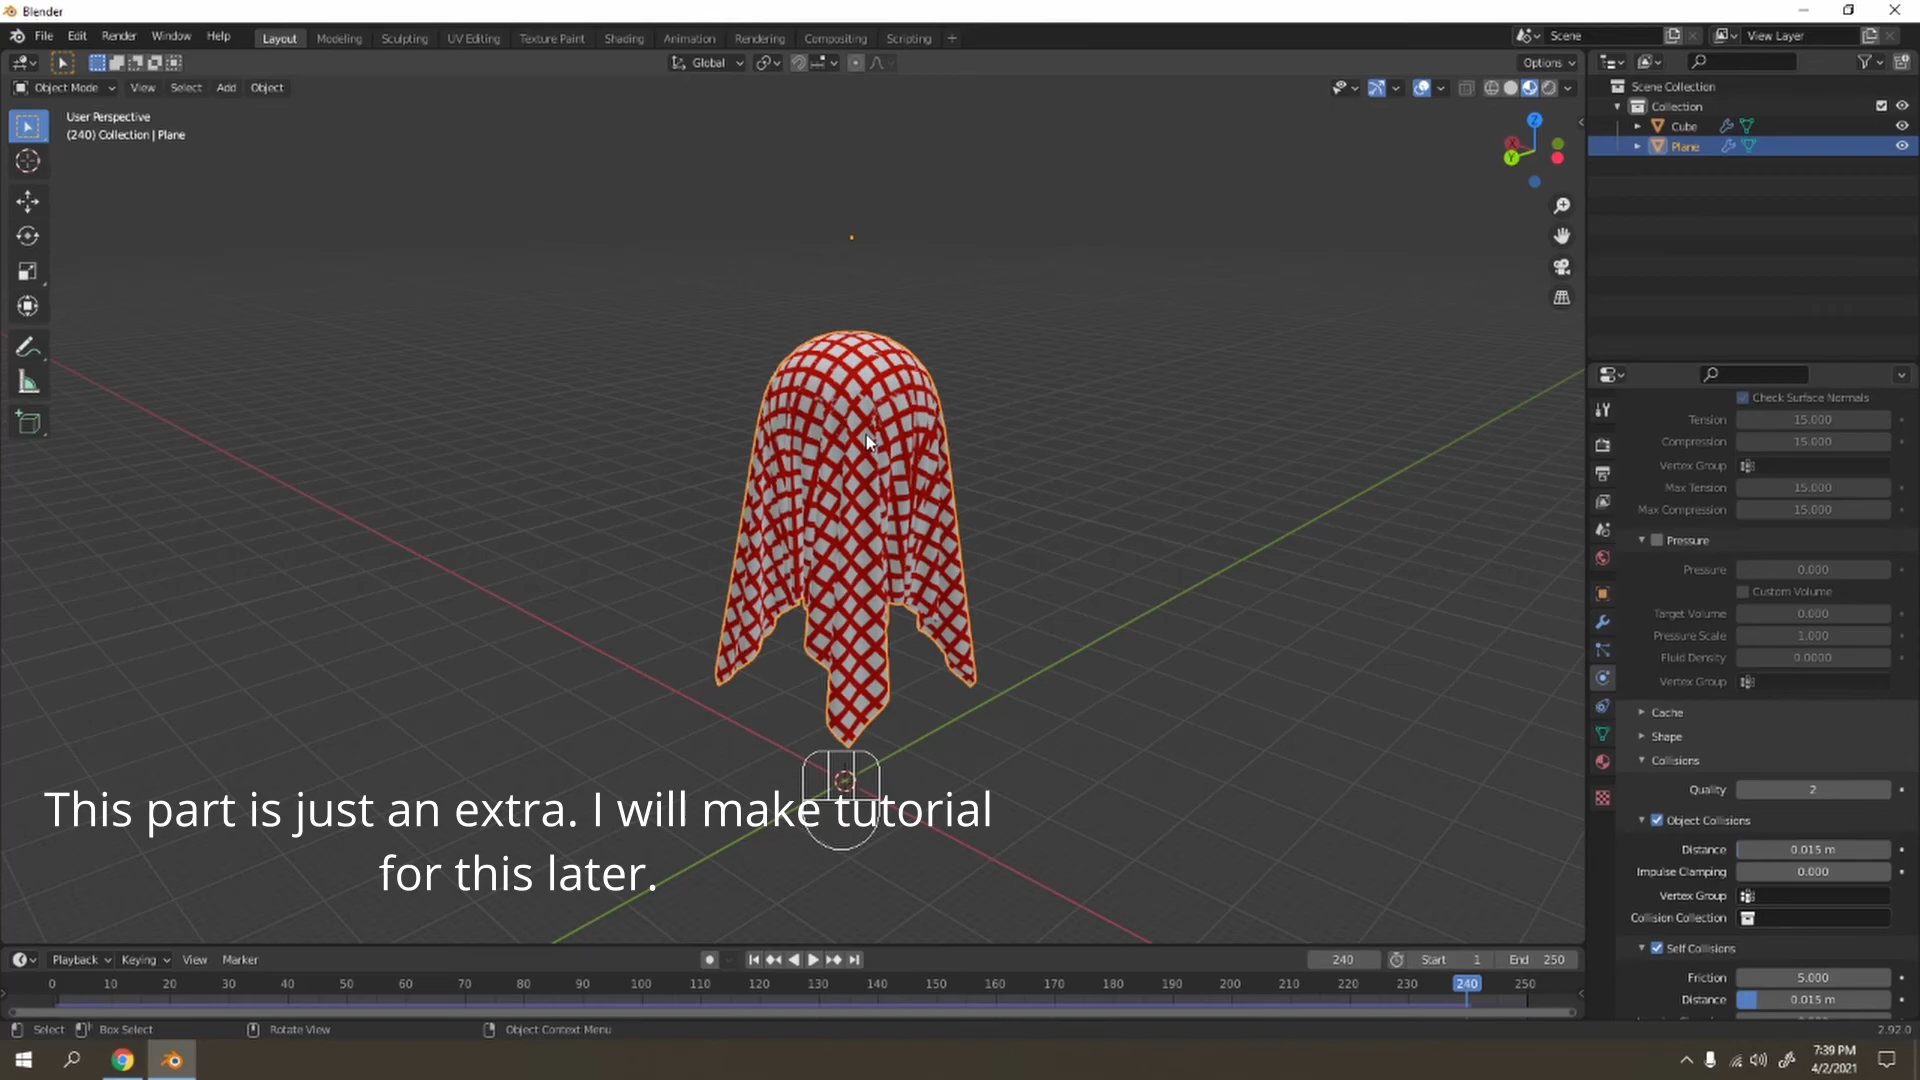 Blender
File Edit Render Window Help Layout Modeling Sculpting UV Editing Texture Paint Shading Animation Rendering Compositing Scripting + Scene View Layer
Global Options
Object Mode View Select Add Object
User Perspective
(240) Collection | Plane
Z
Y
Scene Collection
Collection
Cube
Plane
Check Surface Normals
Tension 15.000
Compression 15.000
Vertex Group
Max Tension 15.000
Max Compression 15.000
Pressure
Pressure 0.000
Custom Volume
Target Volume 0.000
Pressure Scale 1.000
Fluid Density 0.0000
Vertex Group
Cache
Shape
Collisions
Quality 2
Object Collisions
Distance 0.015 m
Impulse Clamping 0.000
Vertex Group
Collision Collection
Self Collisions
Friction 5.000
Distance 0.015 m
This part is just an extra. I will make tutorial
for this later.
Playback Keying View Marker 240 Start 1 End 250
0 10 20 30 40 50 60 70 80 90 100 110 120 130 140 150 160 170 180 190 200 210 220 230 240 250
Select Box Select Rotate View Object Context Menu 2.92.0
7:39 PM
4/2/2021